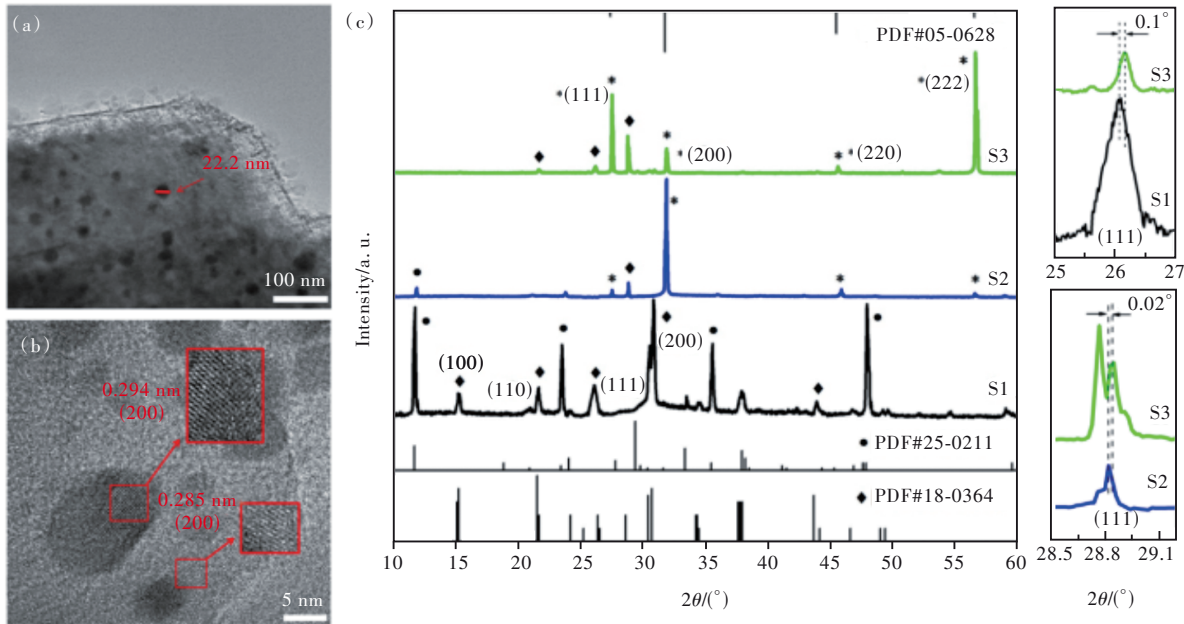 (a)
22.2 nm
100 nm
(b)
0.294 nm
(200)
0.285 nm
(200)
5 nm
(c)
PDF#05-0628
*
*(222)
*
*(111)
◆
*
*(200)
*
*(220)
◆
◆
S3
*
●
*
◆
*
*
S2
●
(100)
◆
(110)
◆
●
◆
(111)
◆
(200)
●
◆
●
S1
● PDF#25-0211
◆ PDF#18-0364
Intensity/a. u.
10 15 20 25 30 35 40 45 50 55 60
2θ/(°)
0.1°
S3
S1
(111)
25 26 27
0.02°
S3
S2
(111)
28.5 28.8 29.1
2θ/(°)